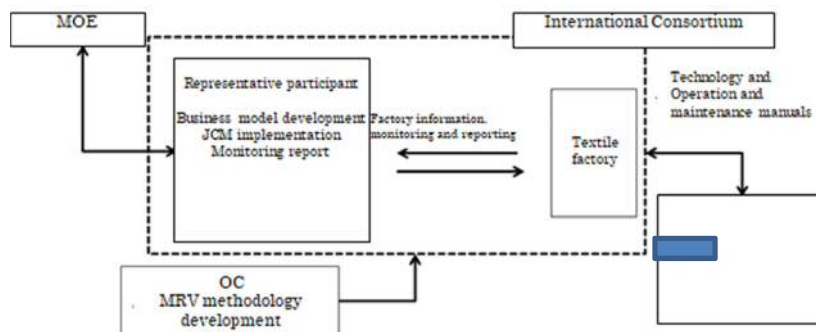 MOE
International Consortium
Representative participant
Business model development
JCM implementation
Monitoring report
Factory information,
monitoring and reporting
Textile
factory
Technology and
Operation and
maintenance manuals
OC
MRV methodology
development